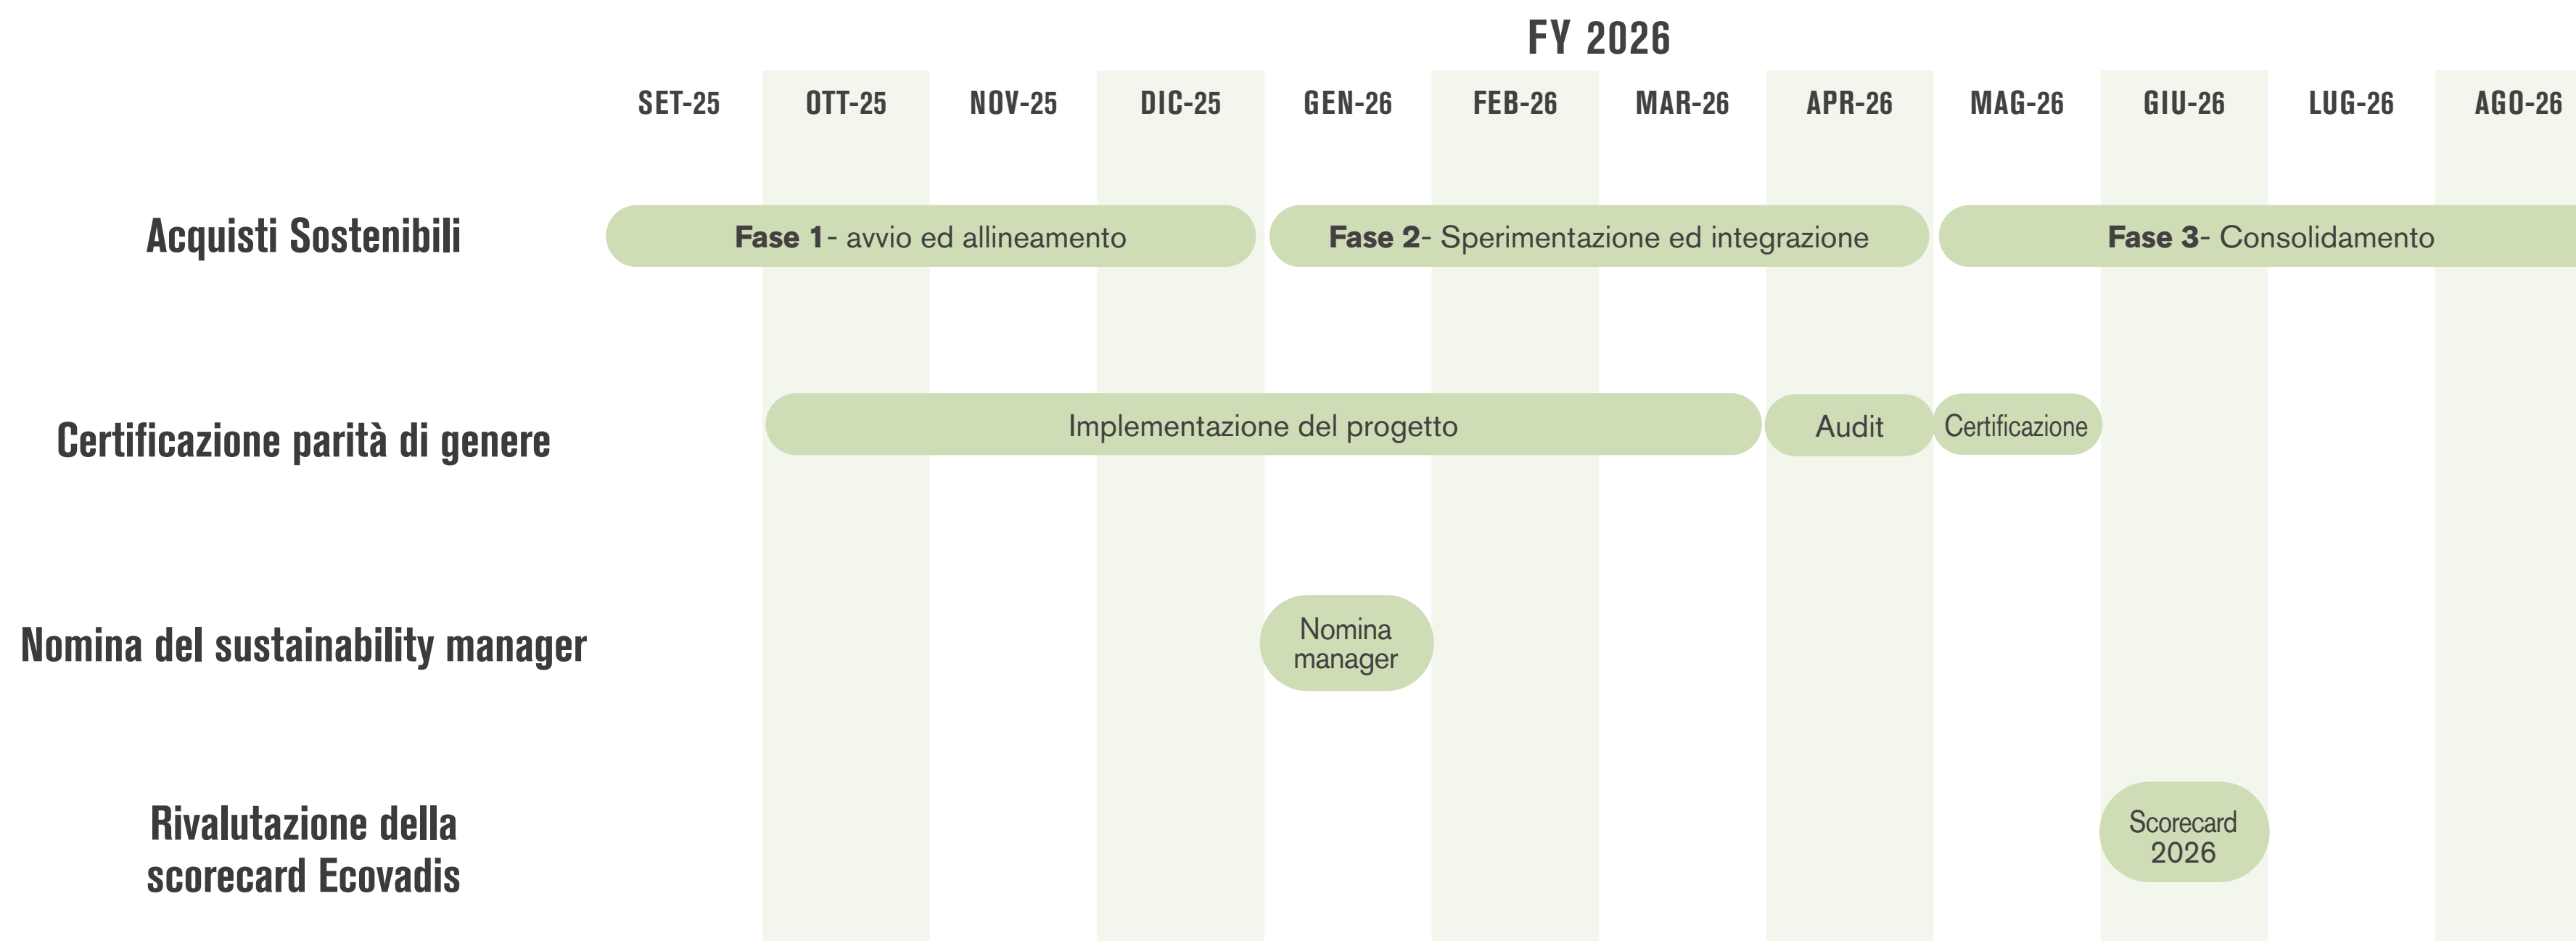 FY 2026
SET-25 OTT-25 NOV-25 DIC-25 GEN-26 FEB-26 MAR-26 APR-26 MAG-26 GIU-26 LUG-26 AGO-26
Acquisti Sostenibili
Fase 1- avvio ed allineamento
Fase 2- Sperimentazione ed integrazione
Fase 3- Consolidamento
Certificazione parità di genere
Implementazione del progetto
Audit
Certificazione
Nomina del sustainability manager
Nomina
manager
Rivalutazione della
scorecard Ecovadis
Scorecard
2026